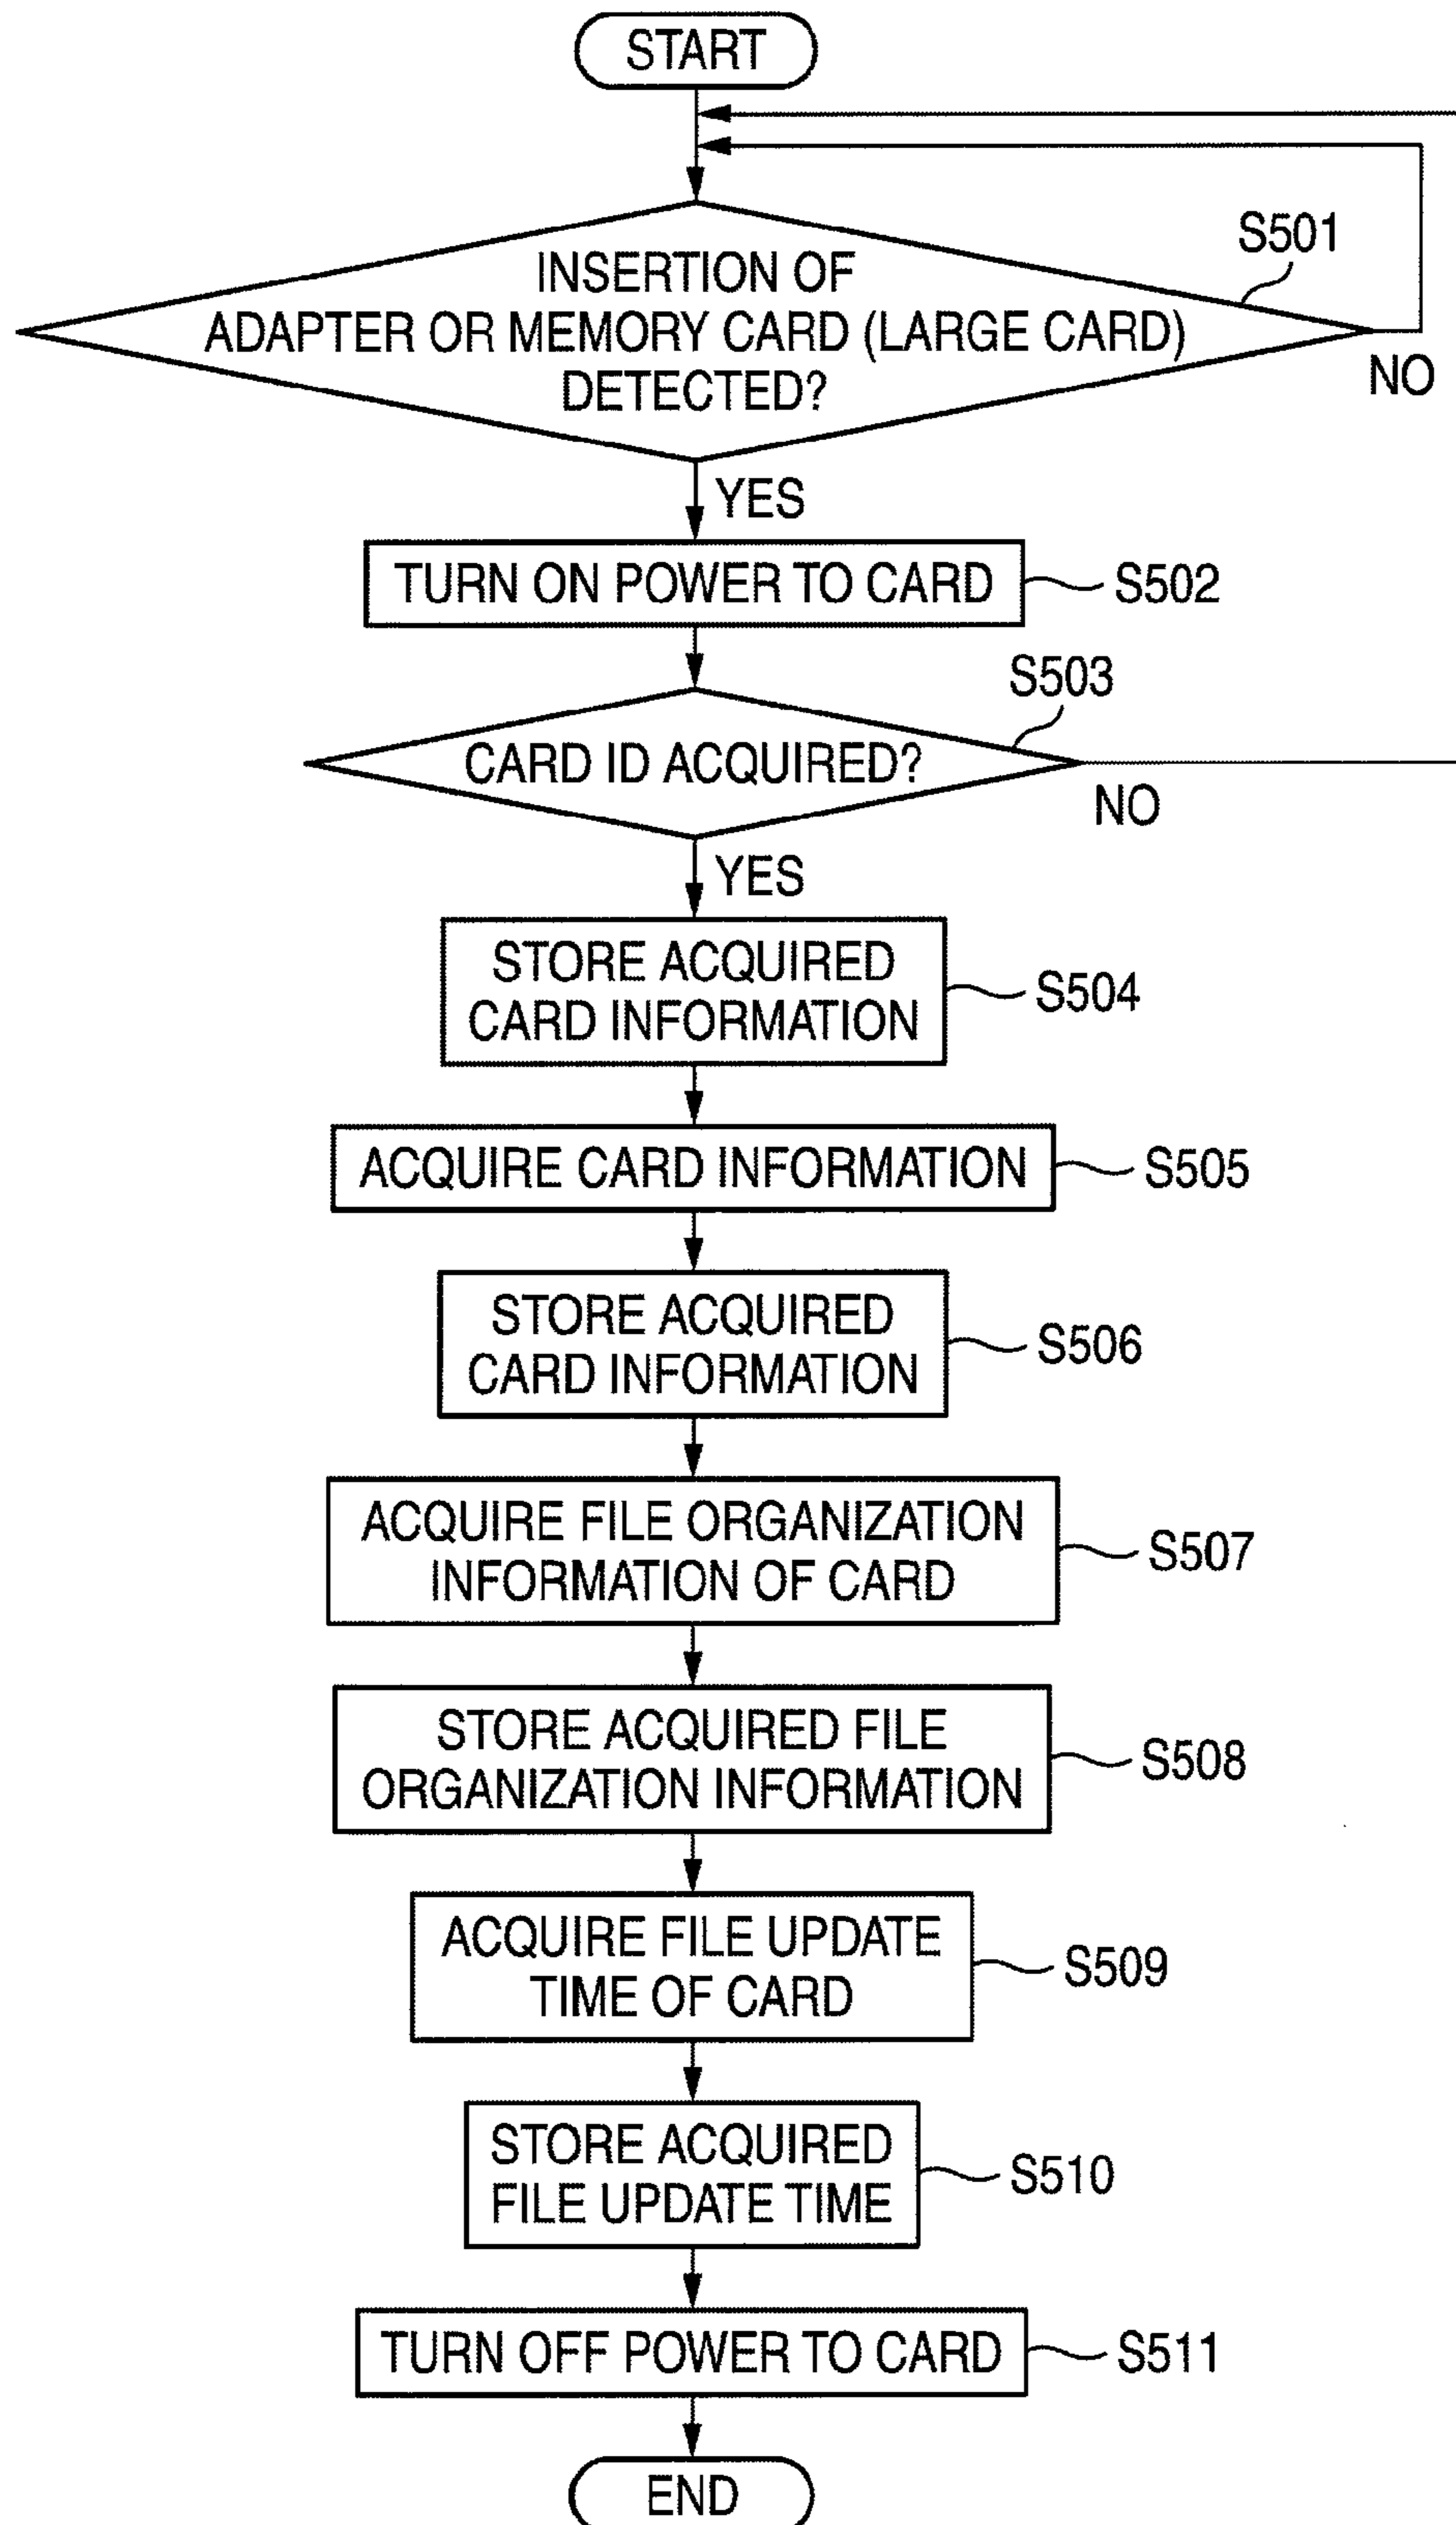 START
S501
INSERTION OF
ADAPTER OR MEMORY CARD (LARGE CARD)
DETECTED?
NO
YES
TURN ON POWER TO CARD
S502
S503
CARD ID ACQUIRED?
NO
YES
STORE ACQUIRED
CARD INFORMATION
S504
ACQUIRE CARD INFORMATION
S505
STORE ACQUIRED
CARD INFORMATION
S506
ACQUIRE FILE ORGANIZATION
INFORMATION OF CARD
S507
STORE ACQUIRED FILE
ORGANIZATION INFORMATION
S508
ACQUIRE FILE UPDATE
TIME OF CARD
S509
STORE ACQUIRED
FILE UPDATE TIME
S510
TURN OFF POWER TO CARD
S511
END